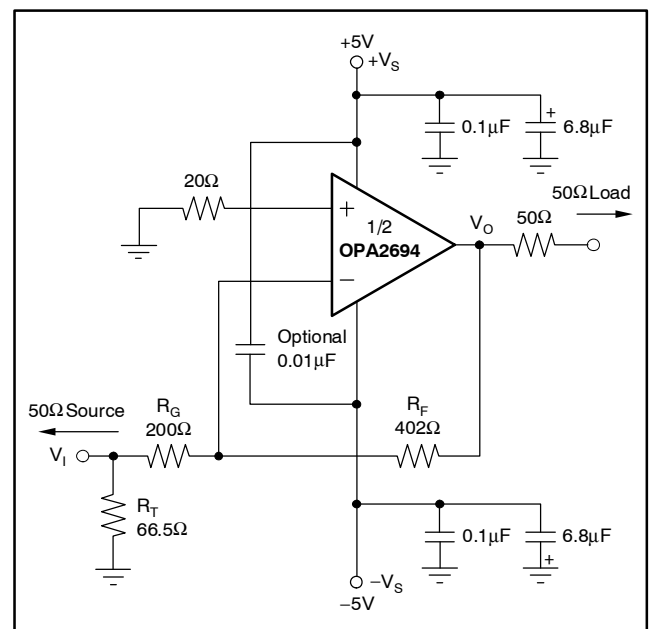 +5V
+VS
0.1μF
6.8μF
+
20Ω
+
1/2
OPA2694
−
VO
50Ω
50Ω Load
Optional
0.01μF
50Ω Source
RG
200Ω
RF
402Ω
VI
RT
66.5Ω
0.1μF
6.8μF
+
−VS
−5V